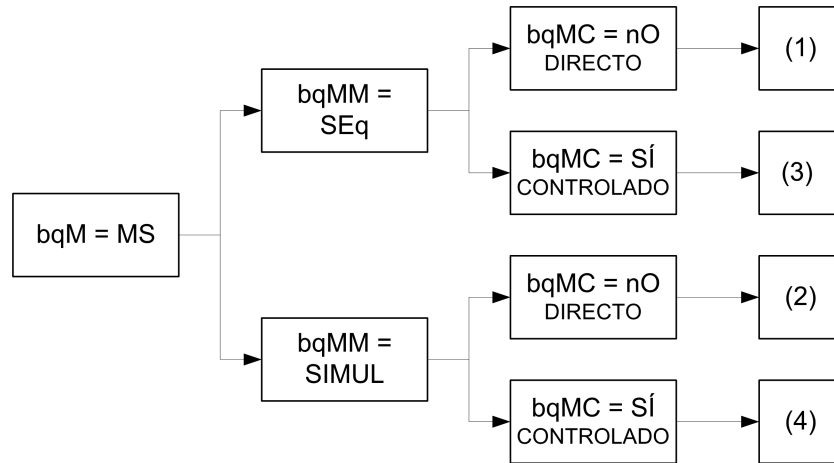 bqMC = nO
DIRECTO
(1)
bqMM =
SEq
bqMC = SÍ
CONTROLADO
(3)
bqM = MS
bqMC = nO
DIRECTO
(2)
bqMM =
SIMUL
bqMC = SÍ
CONTROLADO
(4)